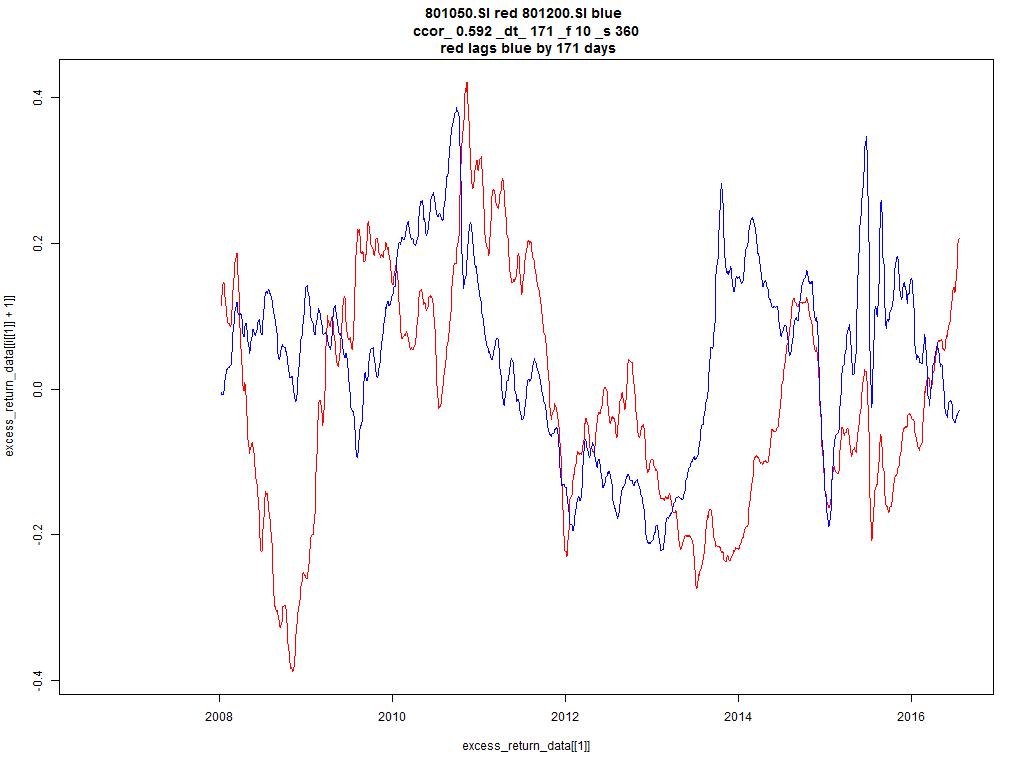 801050.SI red 801200.SI blue
ccor_ 0.592 _dt_ 171 _f 10 _s 360
red lags blue by 171 days
excess_return_data[[i[1]] + 1]]
0.4
0.2
0.0
-0.2
-0.4
2008 2010 2012 2014 2016
excess_return_data[[1]]